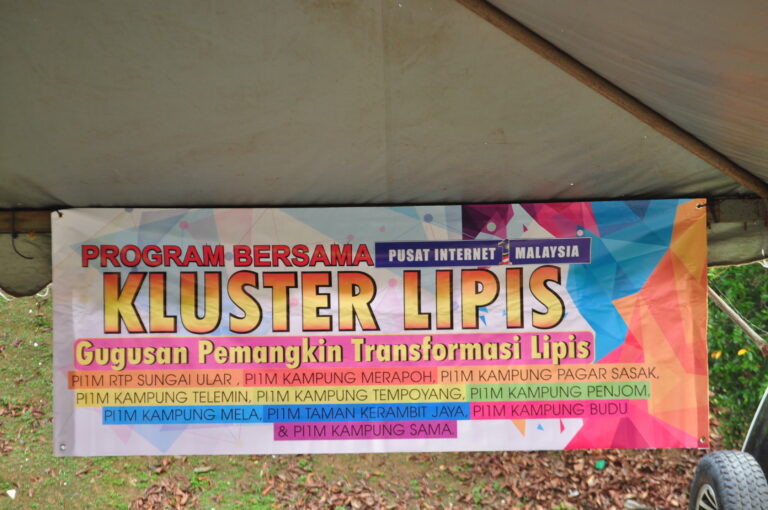 PROGRAM BERSAMA PUSAT INTERNET 1 MALAYSIA
KLUSTER LIPIS
Gugusan Pemangkin Transformasi Lipis
PI1M RTP SUNGAI ULAR , PI1M KAMPUNG MERAPOH, PI1M KAMPUNG PAGAR SASAK,
PI1M KAMPUNG TELEMIN, PI1M KAMPUNG TEMPOYANG, PI1M KAMPUNG PENJOM,
PI1M KAMPUNG MELA, PI1M TAMAN KERAMBIT JAYA, PI1M KAMPUNG BUDU
& PI1M KAMPUNG SAMA.